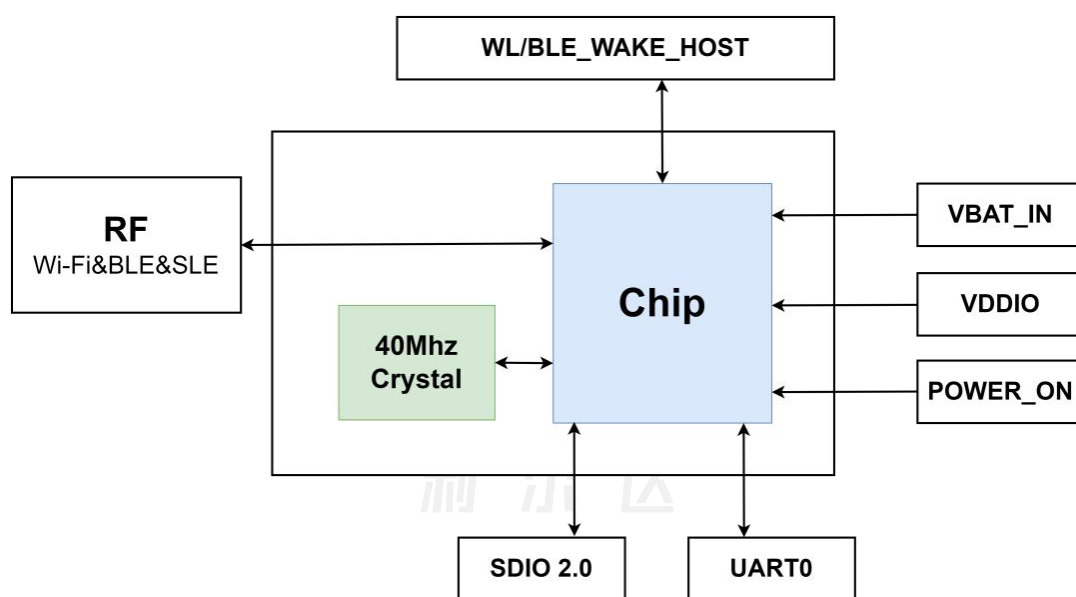 WL/BLE_WAKE_HOST
RF
Wi-Fi&BLE&SLE
VBAT_IN
Chip
VDDIO
40Mhz
Crystal
POWER_ON
SDIO 2.0
UART0